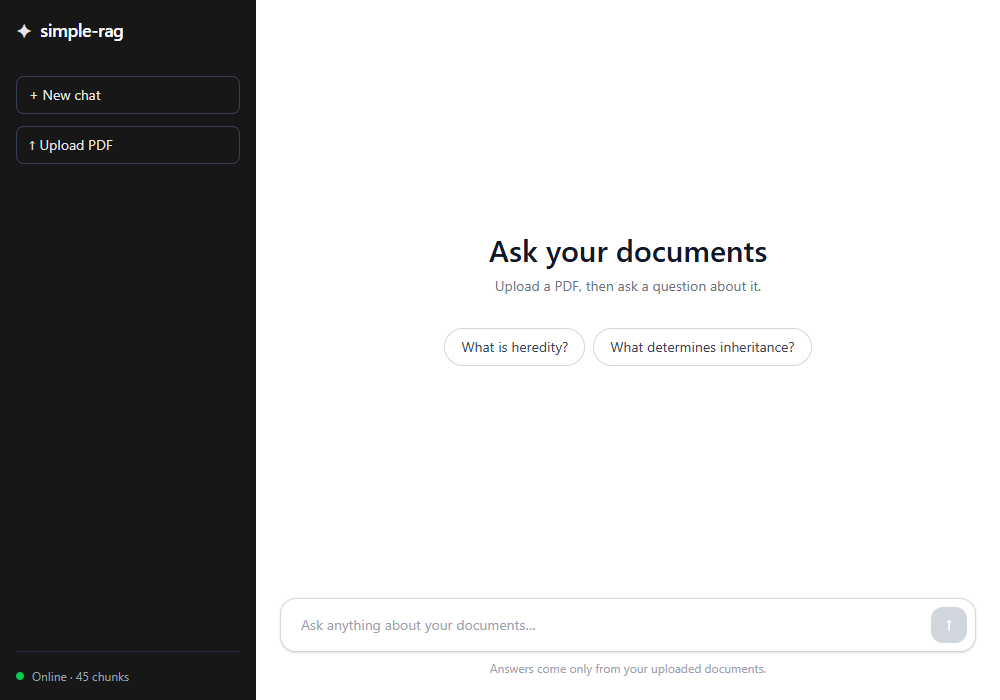 ✦ simple-rag
+ New chat
↑ Upload PDF
Ask your documents
Upload a PDF, then ask a question about it.
What is heredity?
What determines inheritance?
Ask anything about your documents...
↑
Answers come only from your uploaded documents.
Online · 45 chunks